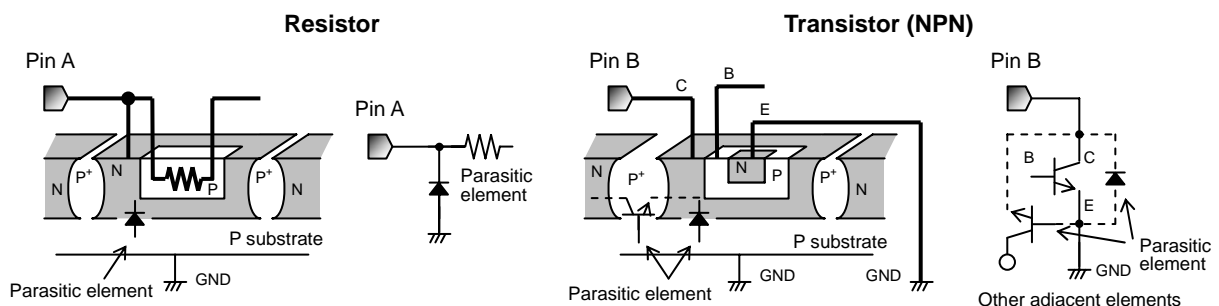 Resistor
Transistor (NPN)
Pin A
Pin A
Pin B
Pin B
C
B
E
N
P+
N
P
P+
N
N
P+
N
N
P
P+
N
B
C
E
Parasitic
element
P substrate
Parasitic element
GND
P substrate
Parasitic element
GND
GND
GND
Parasitic
element
Other adjacent elements